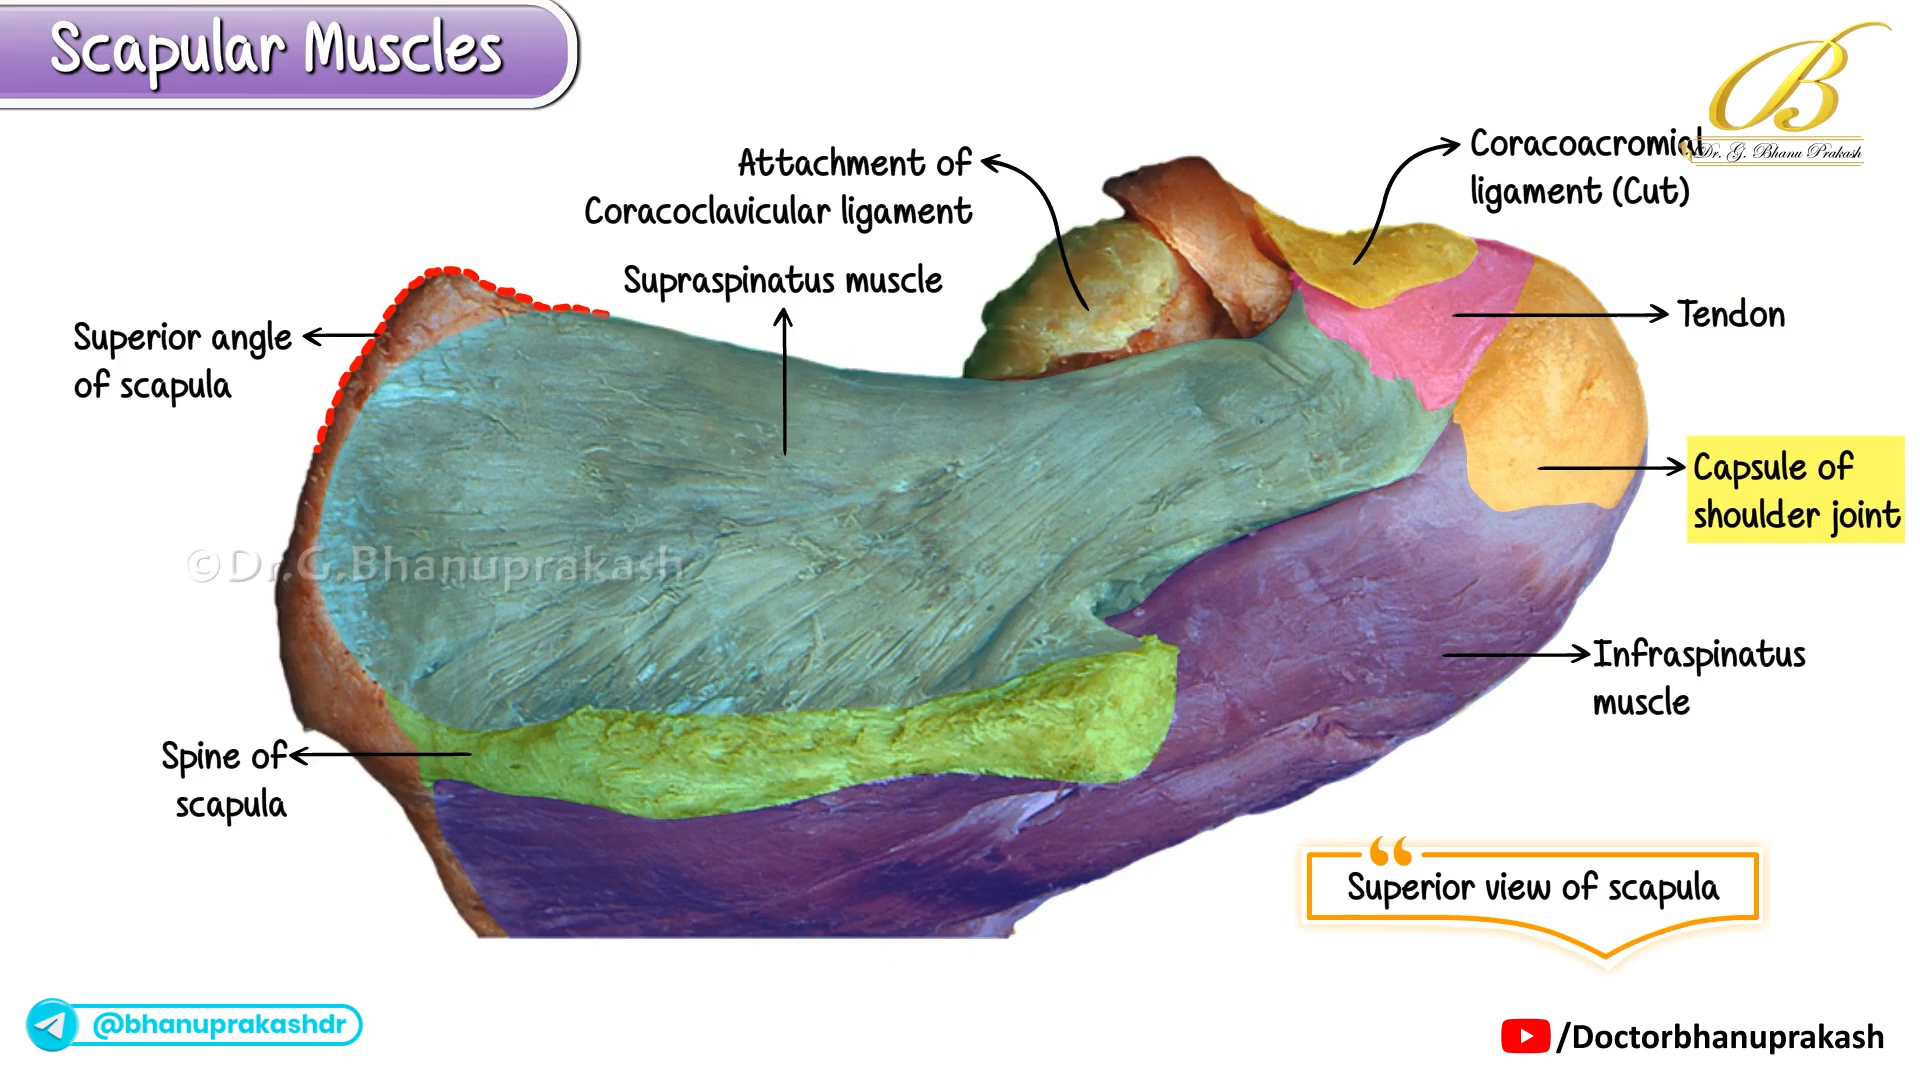 Scapular Muscles
Dr. G. Bhanu Prakash
Attachment of
Coracoclavicular ligament
Coracoacromial
ligament (Cut)
Supraspinatus muscle
Superior angle
of scapula
Tendon
Capsule of
shoulder joint
©Dr.G.Bhanuprakash
Infraspinatus
muscle
Spine of
scapula
Superior view of scapula
@bhanuprakashdr
/Doctorbhanuprakash